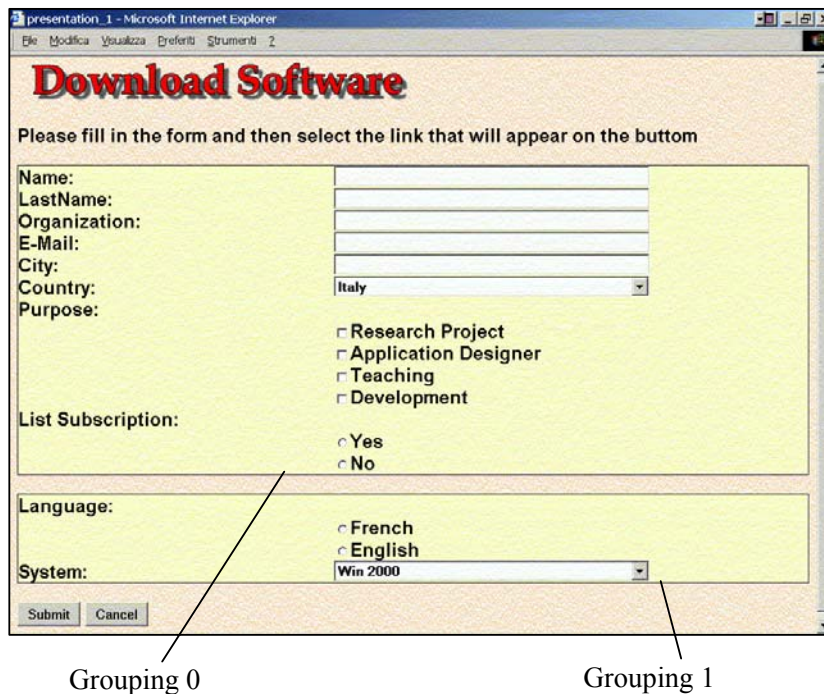 presentation_1 - Microsoft Internet Explorer
File Modifica Visualizza Preferiti Strumenti ?
Download Software
Please fill in the form and then select the link that will appear on the buttom
Name:
LastName:
Organization:
E-Mail:
City:
Country: Italy
Purpose:
Research Project
Application Designer
Teaching
Development
List Subscription:
Yes
No
Language:
French
English
System: Win 2000
Submit Cancel
Grouping 0 Grouping 1